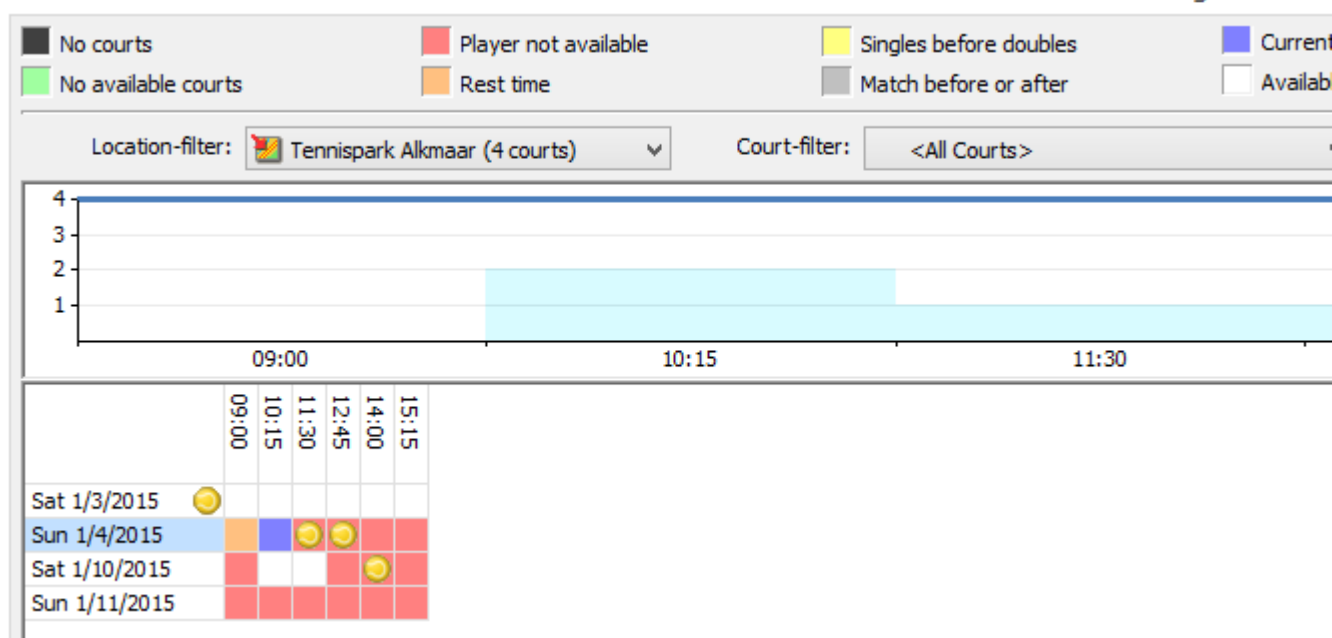 No courts Player not available Singles before doubles Current
No available courts Rest time Match before or after Availabl
Location-filter: Tennispark Alkmaar (4 courts) Court-filter: <All Courts>
4
3
2
1
09:00 10:15 11:30
09:00 10:15 11:30 12:45 14:00 15:15
Sat 1/3/2015
Sun 1/4/2015
Sat 1/10/2015
Sun 1/11/2015